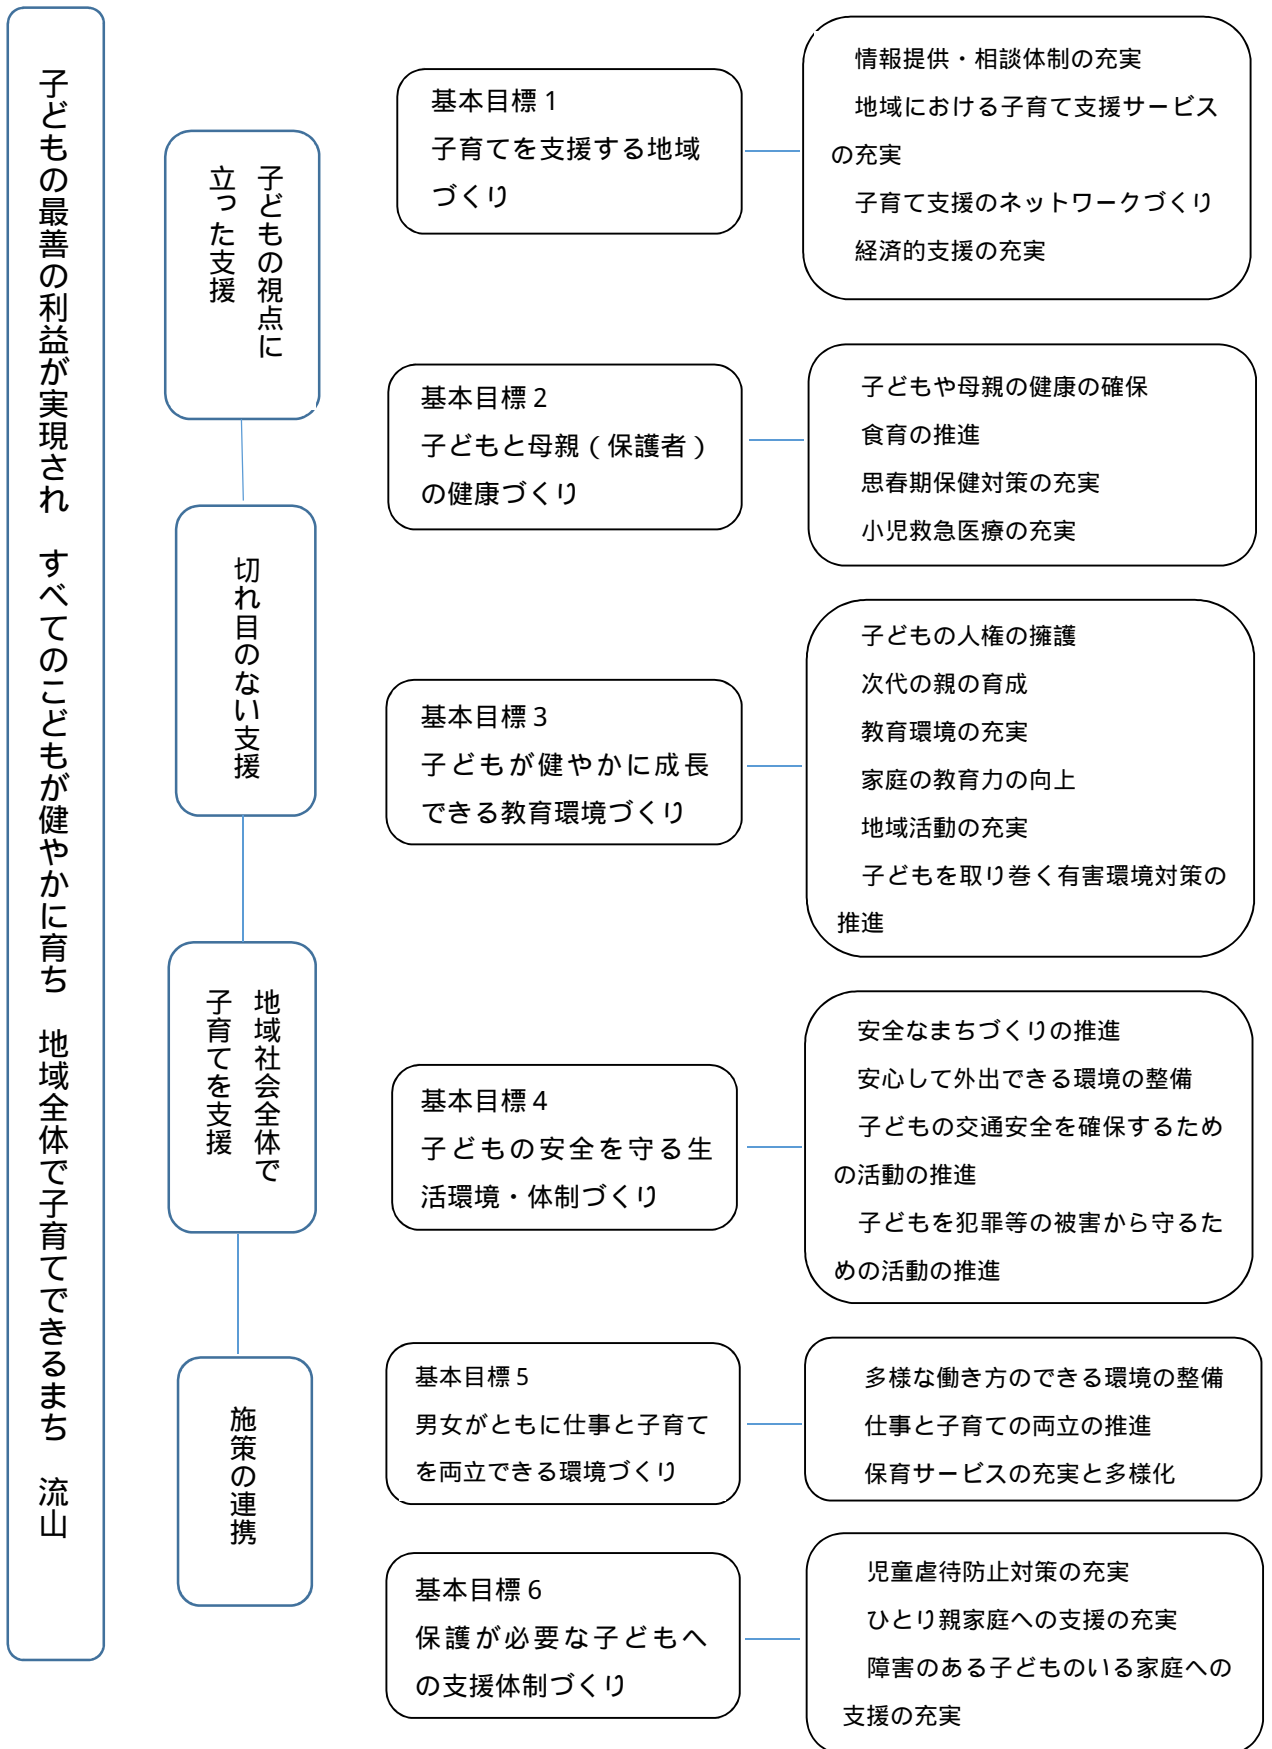 子どもの最善の利益が実現され　すべてのこどもが健やかに育ち　地域全体で子育てできるまち　流山
子どもの視点に
立った支援
切れ目のない支援
地域社会全体で
子育てを支援
施策の連携
基本目標1
子育てを支援する地域
づくり
情報提供・相談体制の充実
地域における子育て支援サービス
の充実
子育て支援のネットワークづくり
経済的支援の充実
基本目標2
子どもと母親（保護者）
の健康づくり
子どもや母親の健康の確保
食育の推進
思春期保健対策の充実
小児救急医療の充実
基本目標3
子どもが健やかに成長
できる教育環境づくり
子どもの人権の擁護
次代の親の育成
教育環境の充実
家庭の教育力の向上
地域活動の充実
子どもを取り巻く有害環境対策の
推進
基本目標4
子どもの安全を守る生
活環境・体制づくり
安全なまちづくりの推進
安心して外出できる環境の整備
子どもの交通安全を確保するため
の活動の推進
子どもを犯罪等の被害から守るた
めの活動の推進
基本目標5
男女がともに仕事と子育て
を両立できる環境づくり
多様な働き方のできる環境の整備
仕事と子育ての両立の推進
保育サービスの充実と多様化
基本目標6
保護が必要な子どもへ
の支援体制づくり
児童虐待防止対策の充実
ひとり親家庭への支援の充実
障害のある子どものいる家庭への
支援の充実